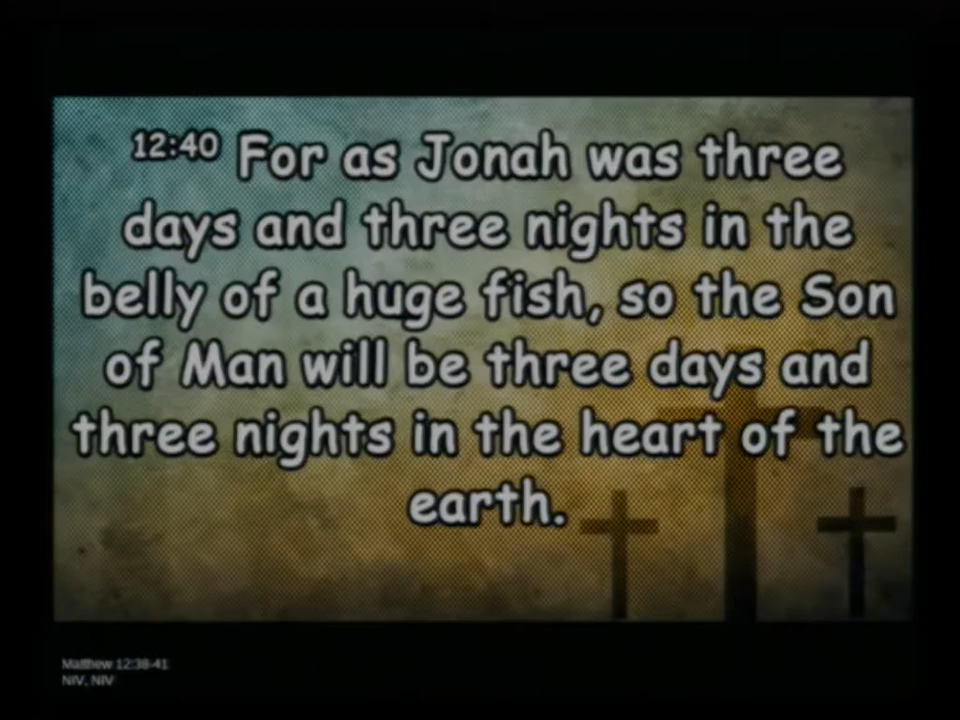 12:40 For as Jonah was three
days and three nights in the
belly of a huge fish, so the Son
of Man will be three days and
three nights in the heart of the
earth.
Matthew 12:38-41
NIV, NIV